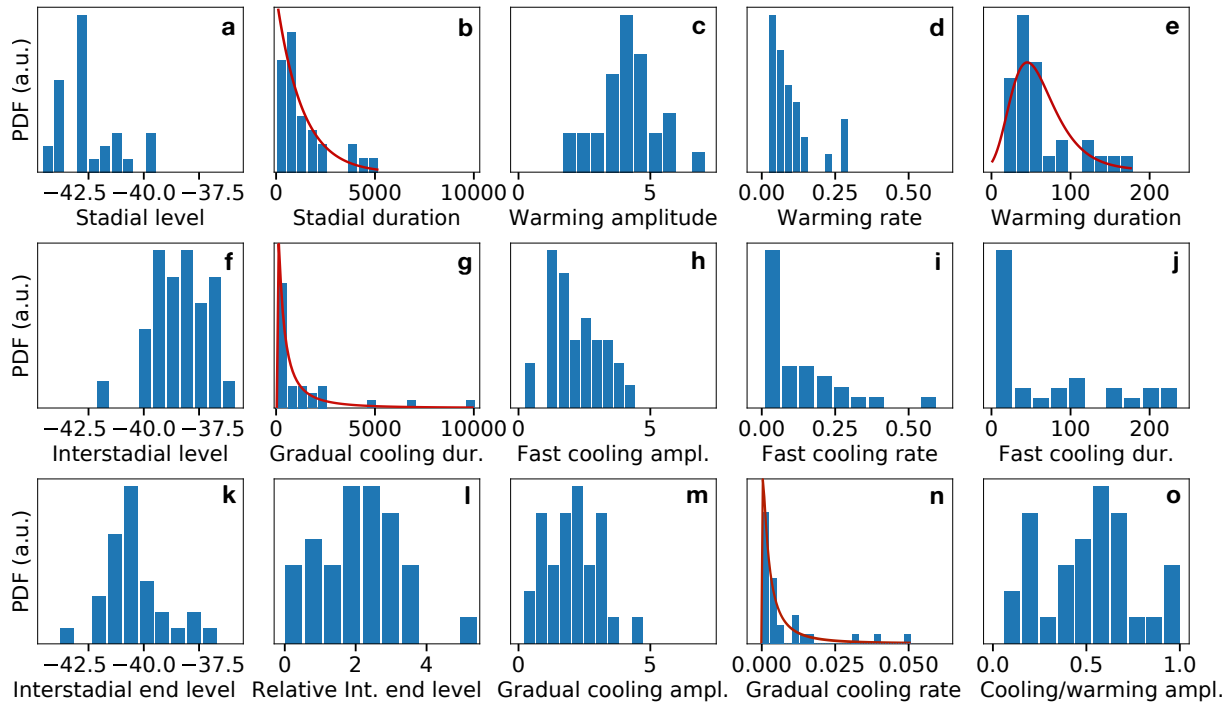 a b c d e
PDF (a.u.)
−42.5 −40.0 −37.5 0 5000 10000 5 0.00 0.25 0.50 0 100 200
Stadial level Stadial duration Warming amplitude Warming rate Warming duration
f g h i j
PDF (a.u.)
−42.5 −40.0 −37.5 0 5000 10000 5 0.00 0.25 0.50 0 100 200
Interstadial level Gradual cooling dur. Fast cooling ampl. Fast cooling rate Fast cooling dur.
k l m n o
PDF (a.u.)
−42.5 −40.0 −37.5 0 2 4 0 5 0.000 0.025 0.050 0.0 0.5 1.0
Interstadial end level Relative Int. end level Gradual cooling ampl. Gradual cooling rate Cooling/warming ampl.